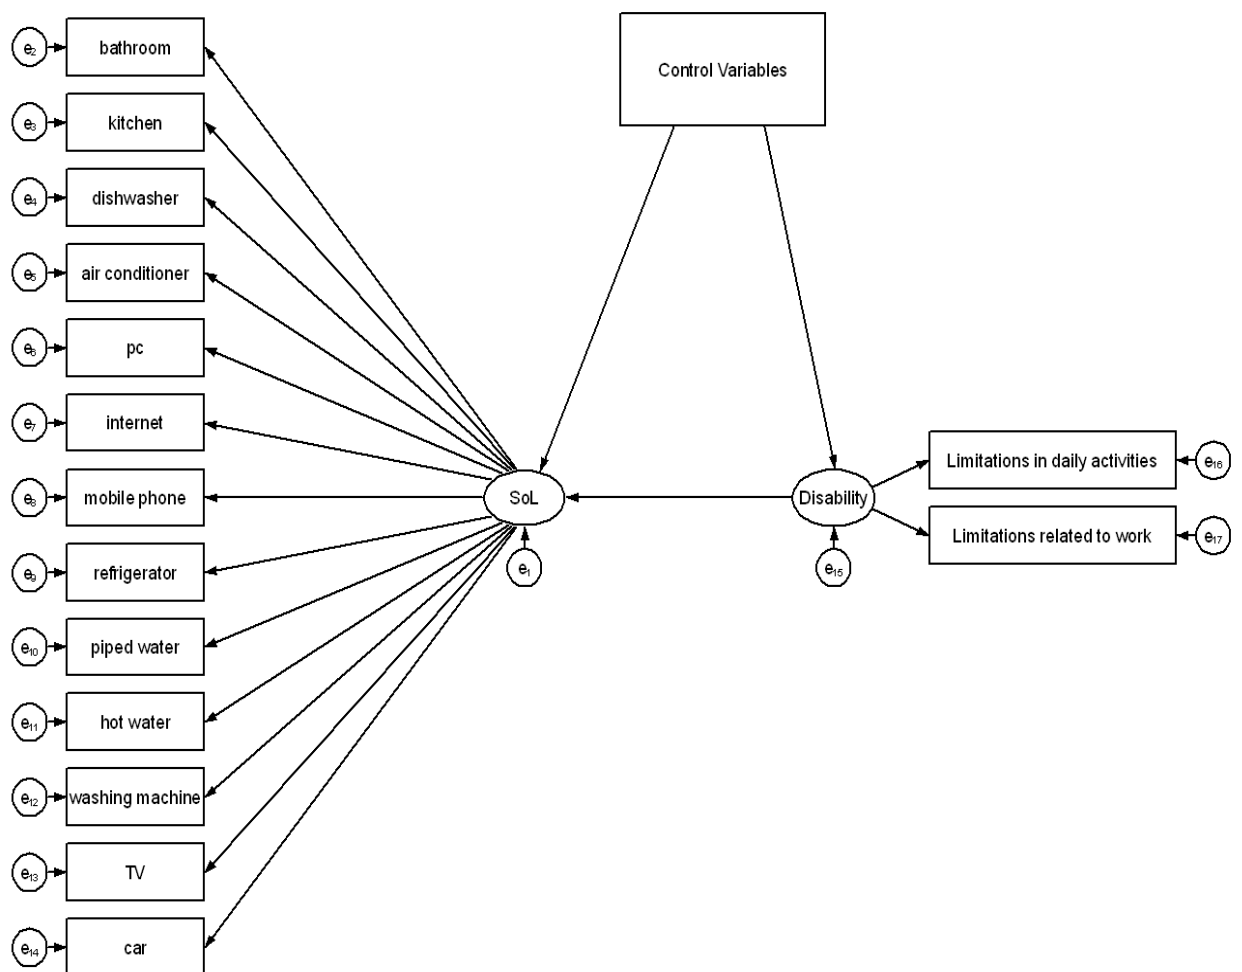 e2 bathroom
Control Variables
e3 kitchen
e4 dishwasher
e5 air conditioner
e6 pc
e7 internet
e8 mobile phone
SoL
Disability
Limitations in daily activities e16
Limitations related to work e17
e1
e15
e9 refrigerator
e10 piped water
e11 hot water
e12 washing machine
e13 TV
e14 car